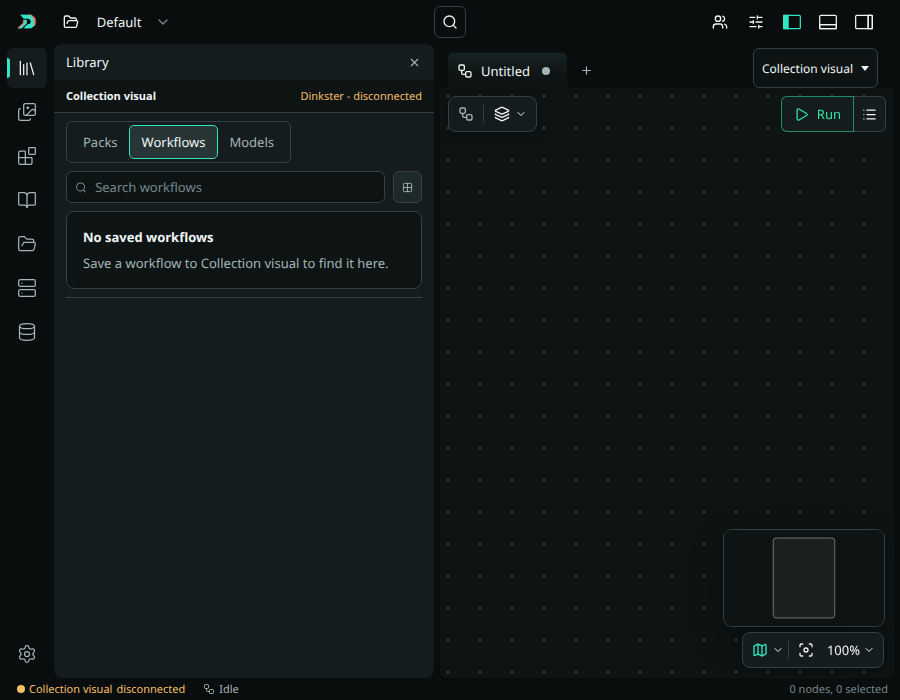 Default
Library
Collection visual
Dinkster - disconnected
Packs
Workflows
Models
Search workflows
No saved workflows
Save a workflow to Collection visual to find it here.
Untitled
Collection visual
Run
100%
Collection visual disconnected
Idle
0 nodes, 0 selected